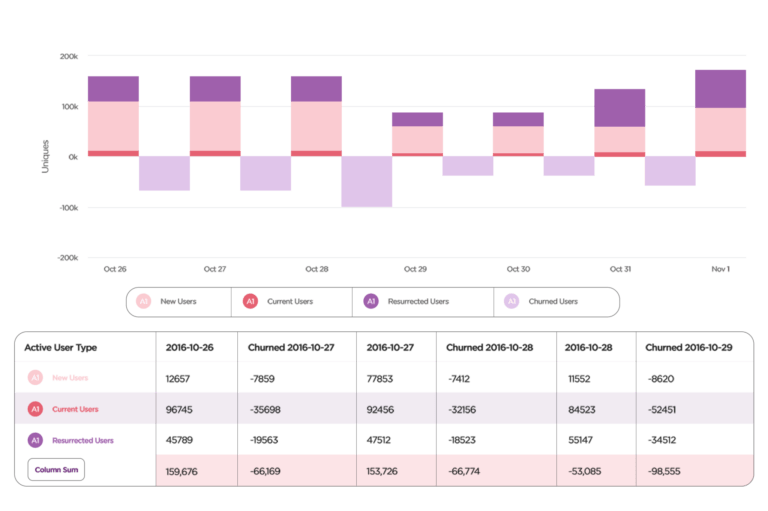 200k
100k
0k
-100k
-200k
Uniques
Oct 26 Oct 27 Oct 28 Oct 29 Oct 30 Oct 31 Nov 1
A1 New Users A1 Current Users A1 Resurrected Users A1 Churned Users
Active User Type 2016-10-26 Churned 2016-10-27 2016-10-27 Churned 2016-10-28 2016-10-28 Churned 2016-10-29
A1 New Users 12657 -7859 77853 -7412 11552 -8620
A1 Current Users 96745 -35698 92456 -32156 84523 -52451
A1 Resurrected Users 45789 -19563 47512 -18523 55147 -34512
Column Sum 159,676 -66,169 153,726 -66,774 -53,085 -98,555